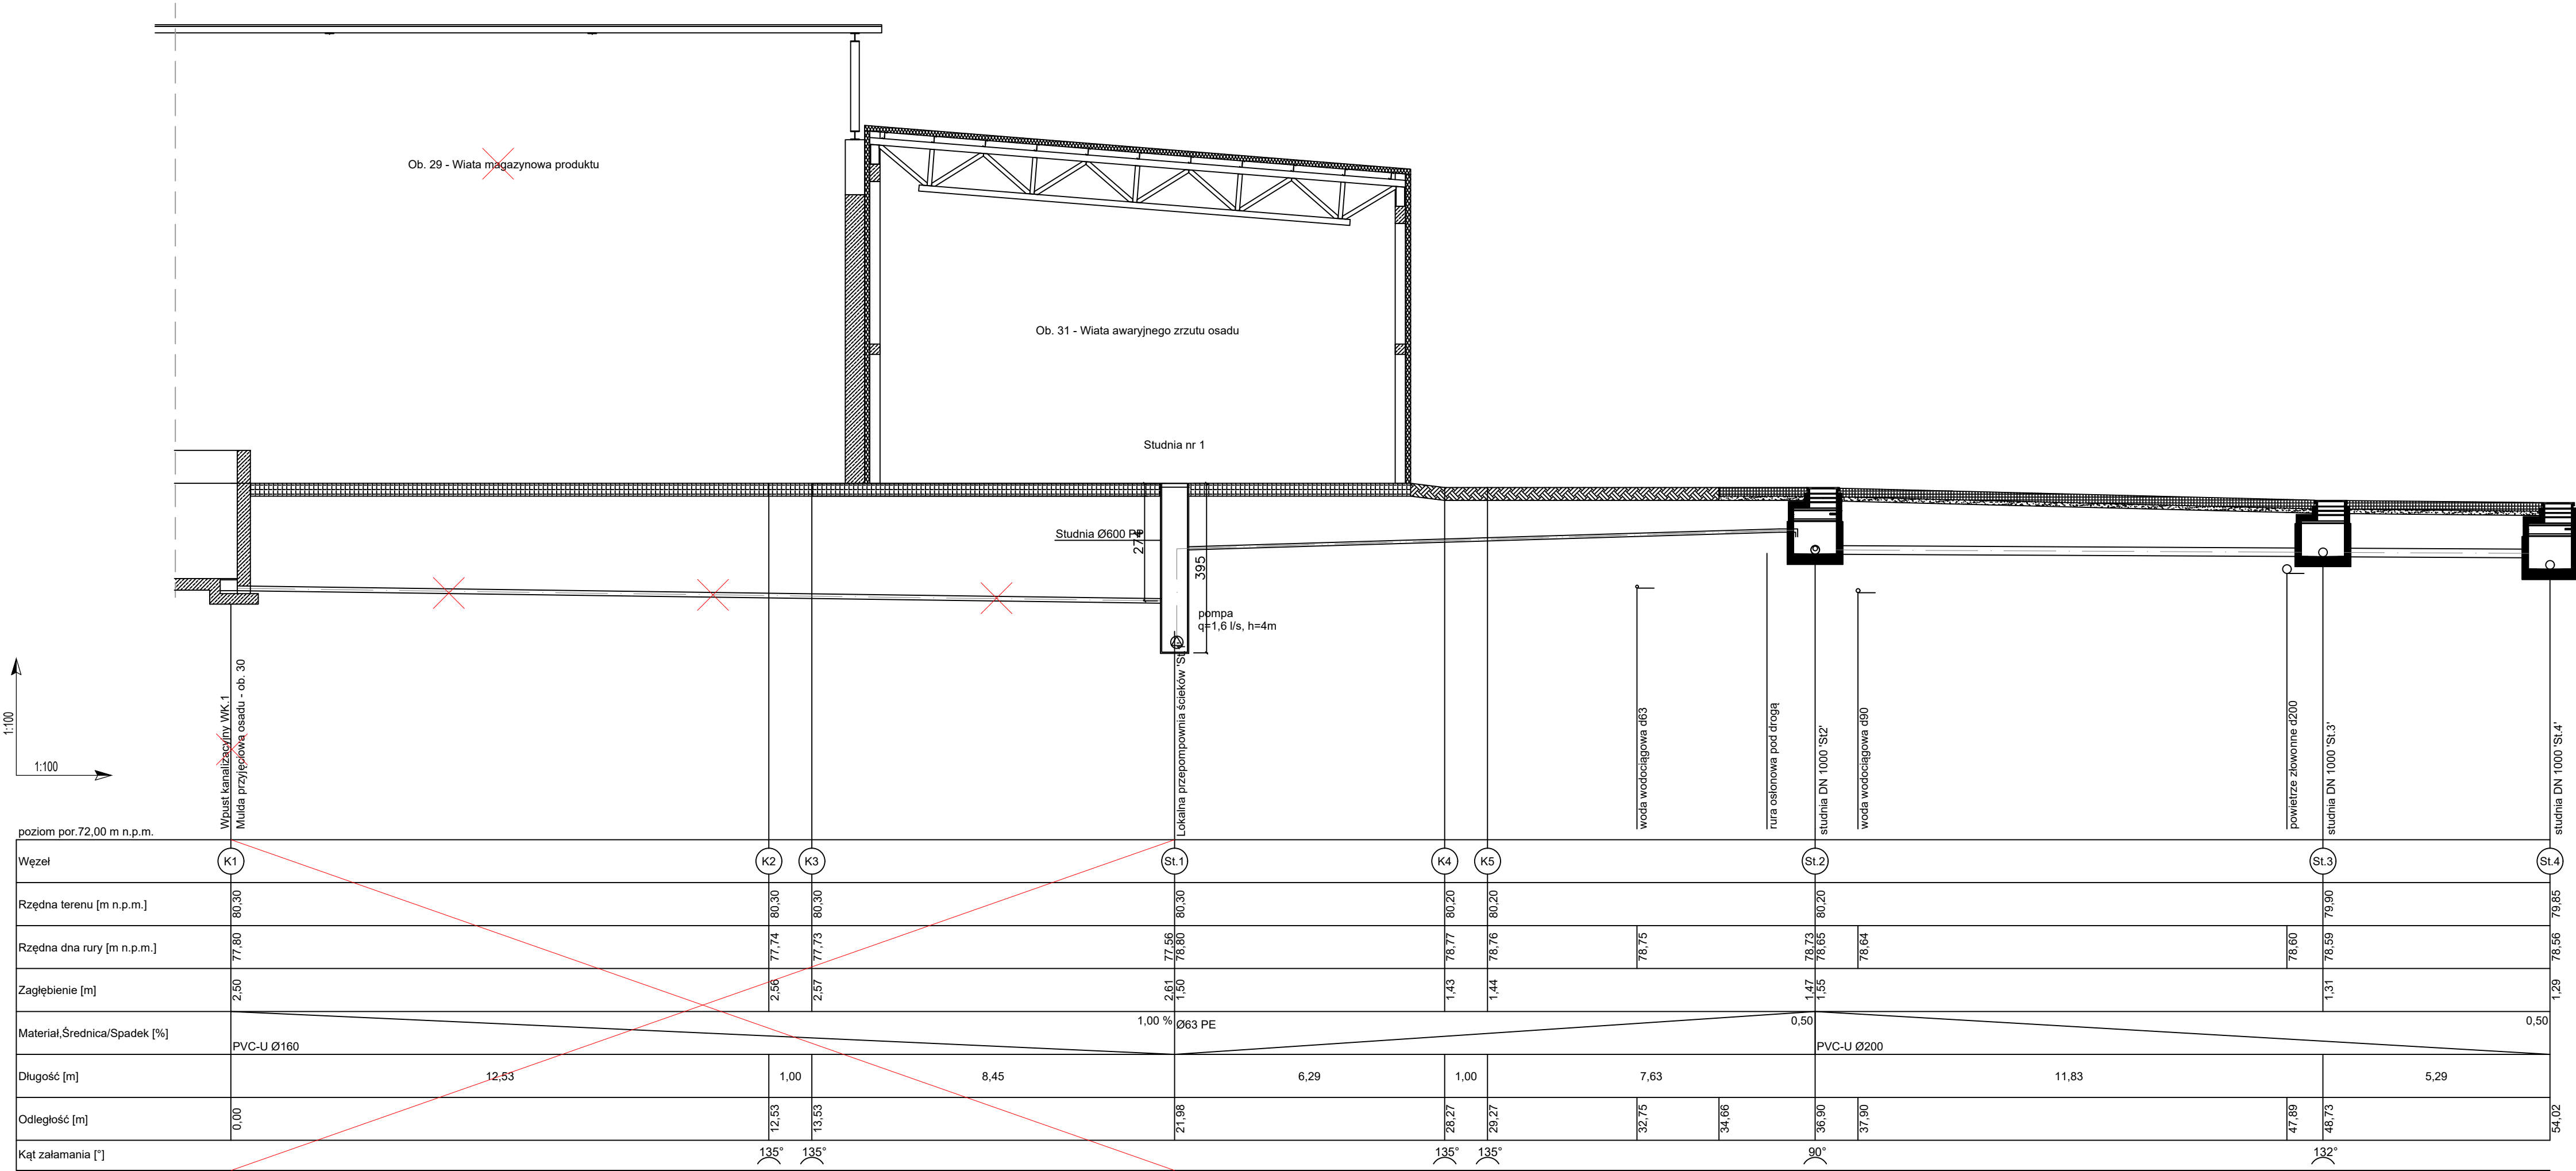 Ob. 29 - Wiata magazynowa produktu
Ob. 31 - Wiata awaryjnego zrzutu osadu
Studnia nr 1
Studnia Ø600 PP
274
395
pompa
q=1,6 l/s, h=4m
1:100
1:100
Wpust kanalizacyjny WK.1
Mulda przyjęciowa osadu - ob. 30
Lokalna przepompownia ścieków 'St.1'
woda wodociągowa d63
rura osłonowa pod drogą
studnia DN 1000 'St2'
woda wodociągowa d90
powietrze złowonne d200
studnia DN 1000 'St.3'
studnia DN 1000 'St.4'
poziom por.72,00 m n.p.m.
Węzeł K1 K2 K3 St.1 K4 K5 St.2 St.3 St.4
Rzędna terenu [m n.p.m.] 80,30 80,30 80,30 80,30 80,20 80,20 80,20 79,90 79,85
Rzędna dna rury [m n.p.m.] 77,80 77,74 77,73 77,56 78,80 78,77 78,76 78,75 78,73 78,65 78,64 78,60 78,59 78,56
Zagłębienie [m] 2,50 2,56 2,57 2,61 1,50 1,43 1,44 1,47 1,55 1,31 1,29
Materiał,Średnica/Spadek [%] PVC-U Ø160 1,00 % Ø63 PE 0,50 PVC-U Ø200 0,50
Długość [m] 12,53 1,00 8,45 6,29 1,00 7,63 11,83 5,29
Odległość [m] 0,00 12,53 13,53 21,98 28,27 29,27 32,75 34,66 36,90 37,90 47,89 48,73 54,02
Kąt załamania [°] 135° 135° 135° 135° 90° 132°